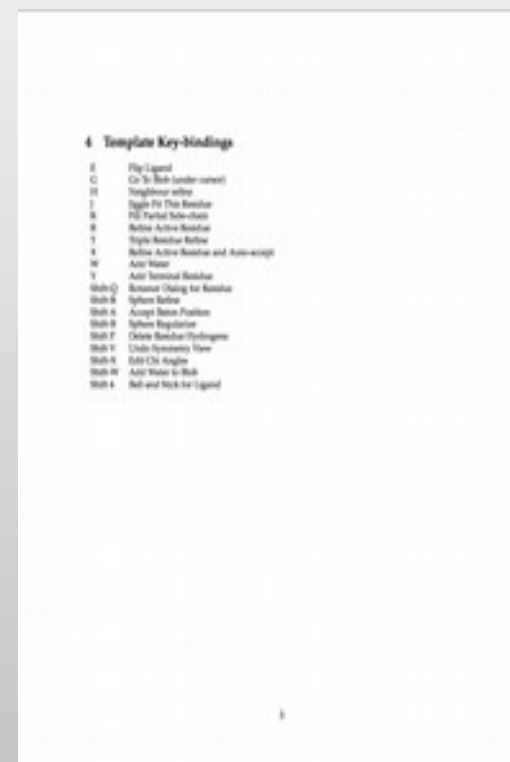 4 Template Key-bindings
E Flip Ligand
G Go To Blob (under cursor)
H Neighbour refine
J Jiggle Fit This Residue
K Fill Partial Side-chain
R Refine Active Residue
T Triple Residue Refine
X Refine Active Residue and Auto-accept
W Add Water
Y Add Terminal Residue
Shift-Q Rotamer Dialog for Residue
Shift-R Sphere Refine
Shift-A Accept Baton Position
Sphere Regularize
Delete Residue Hydrogens
Shift-V Undo Symmetry View
Edit Chi Angles
Shift-W Add Water to Blob
Ball and Stick for Ligand